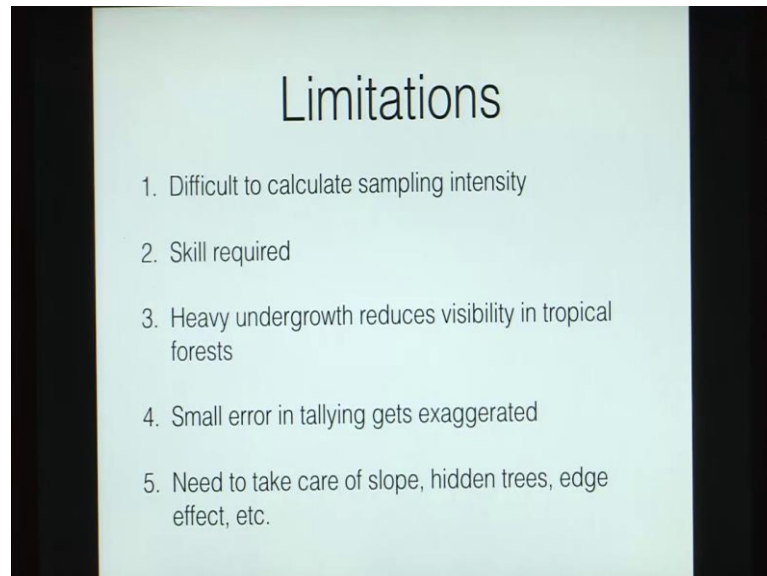 Limitations
1. Difficult to calculate sampling intensity
2. Skill required
3. Heavy undergrowth reduces visibility in tropical
forests
4. Small error in tallying gets exaggerated
5. Need to take care of slope, hidden trees, edge
effect, etc.